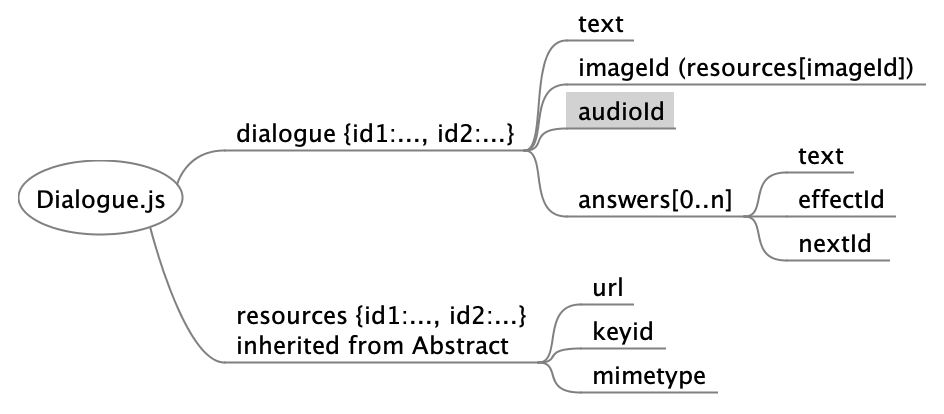 Dialogue.js
dialogue {id1:..., id2:...}
text
imageId (resources[imageId])
audioId
answers[0..n]
text
effectId
nextId
resources {id1:..., id2:...}
inherited from Abstract
url
keyid
mimetype